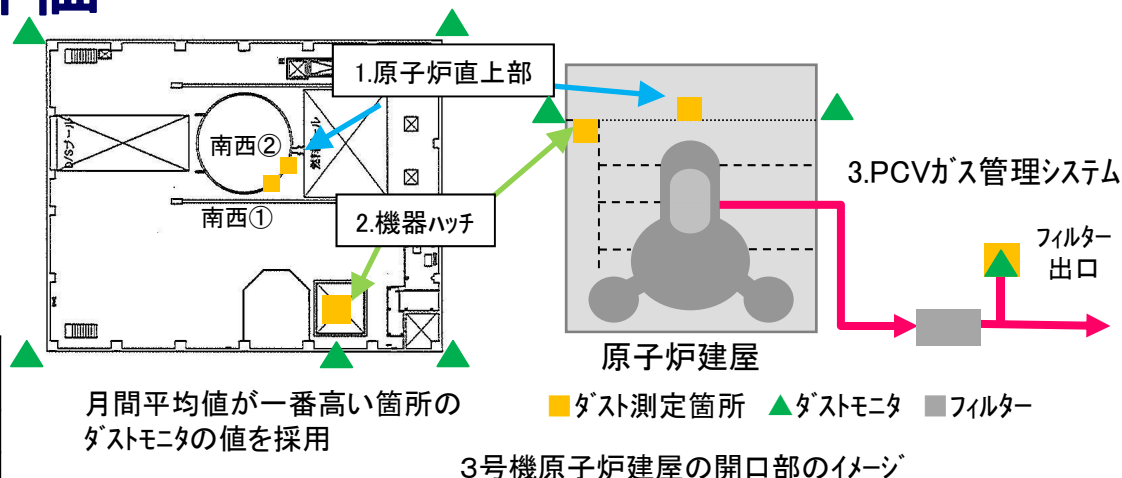 1.原子炉直上部
南西②
D/Sプール
南西①
2.機器ハッチ
3.PCVガス管理システム
フィルター
出口
原子炉建屋
月間平均値が一番高い箇所の
ダストモニタの値を採用
ダスト測定箇所 ダストモニタ フィルター
3号機原子炉建屋の開口部のイメージ